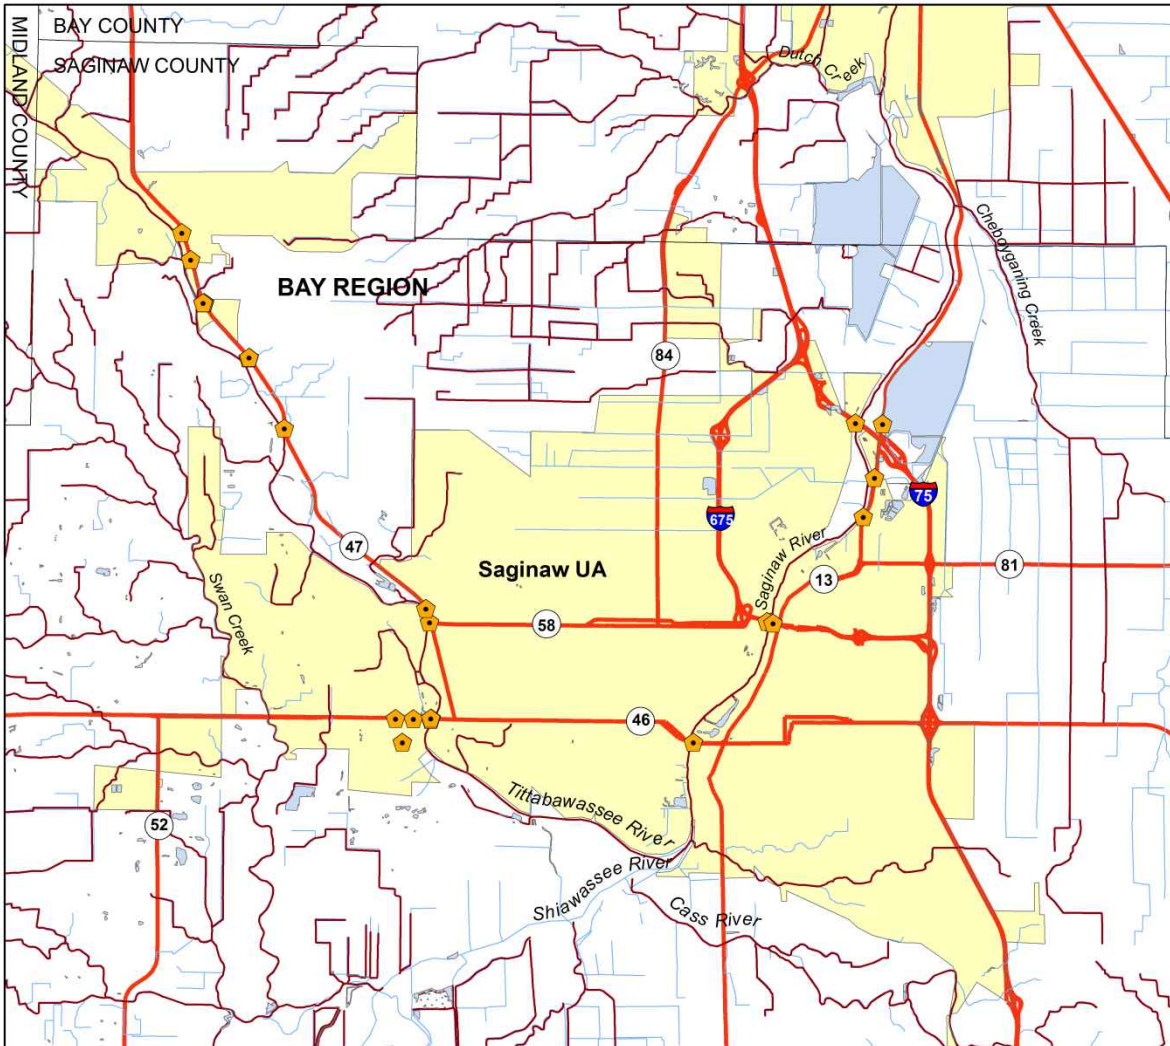 BAY COUNTY
SAGINAW COUNTY
MIDLAND COUNTY
Dutch Creek
Cheboyganing Creek
BAY REGION
84
75
675
47
Saginaw UA
Saginaw River
13
81
58
Swan Creek
46
52
Tittabawassee River
Shiawassee River
Cass River